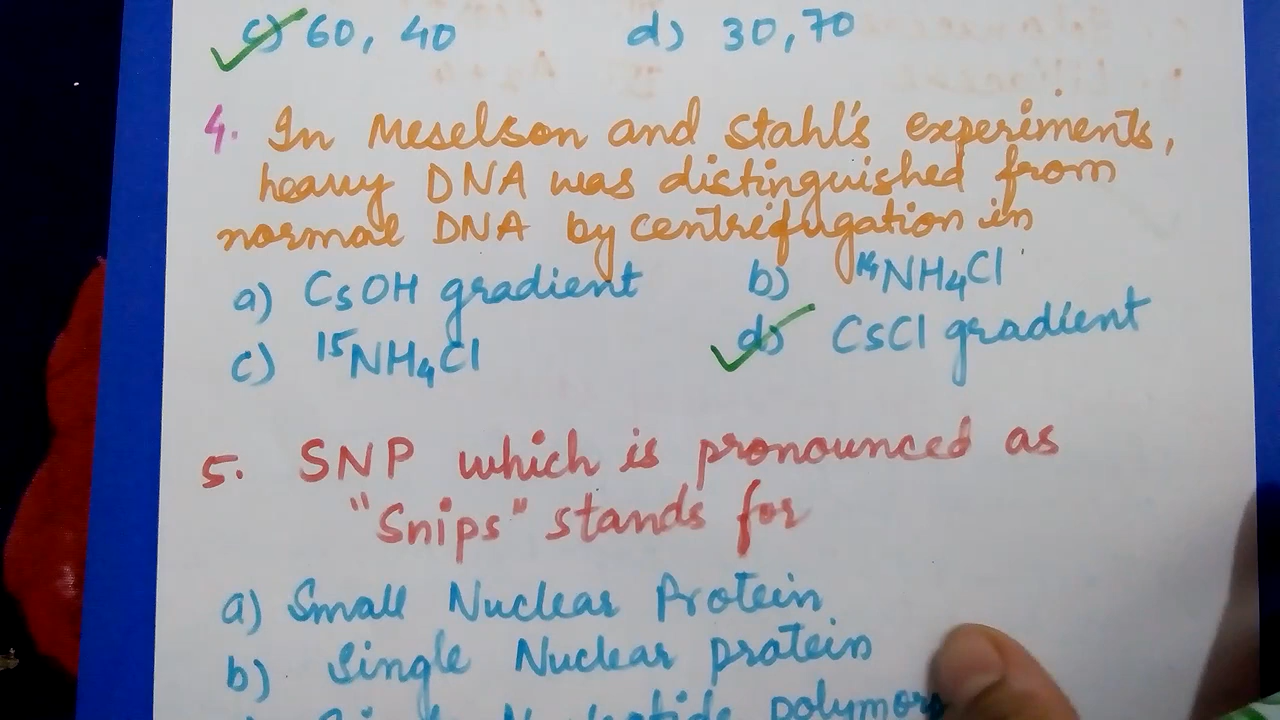 c) 60, 40 d) 30,70
4. In Meselson and Stahl's experiments,
heavy DNA was distinguished from
normal DNA by centrifugation in
a) CsOH gradient b) ¹⁴NH₄Cl
c) ¹⁵NH₄Cl d) CsCl gradient
5. SNP which is pronounced as
"Snips" stands for
a) Small Nuclear Protein
b) Single Nuclear protein